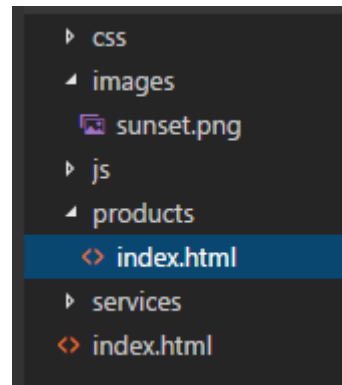 css
images
sunset.png
js
products
index.html
services
index.html